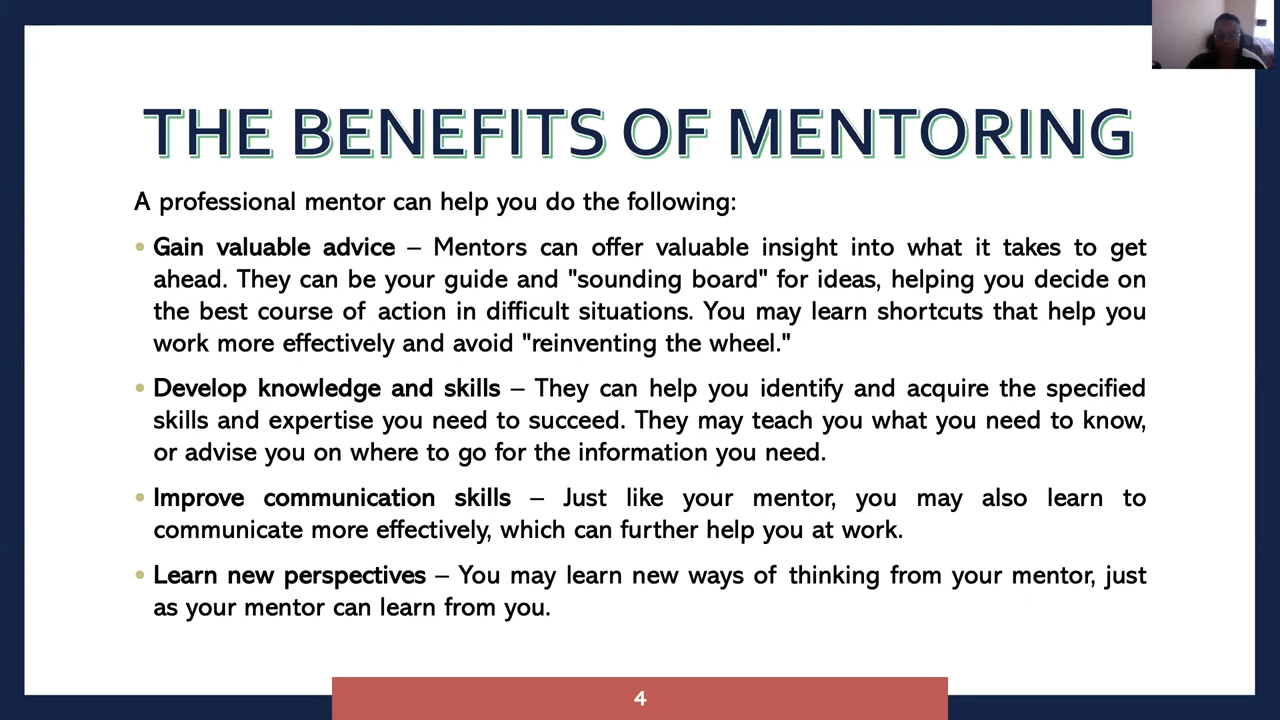 THE BENEFITS OF MENTORING
A professional mentor can help you do the following:
• Gain valuable advice – Mentors can offer valuable insight into what it takes to get
ahead. They can be your guide and "sounding board" for ideas, helping you decide on
the best course of action in difficult situations. You may learn shortcuts that help you
work more effectively and avoid "reinventing the wheel."
• Develop knowledge and skills – They can help you identify and acquire the specified
skills and expertise you need to succeed. They may teach you what you need to know,
or advise you on where to go for the information you need.
• Improve communication skills – Just like your mentor, you may also learn to
communicate more effectively, which can further help you at work.
• Learn new perspectives – You may learn new ways of thinking from your mentor, just
as your mentor can learn from you.
4